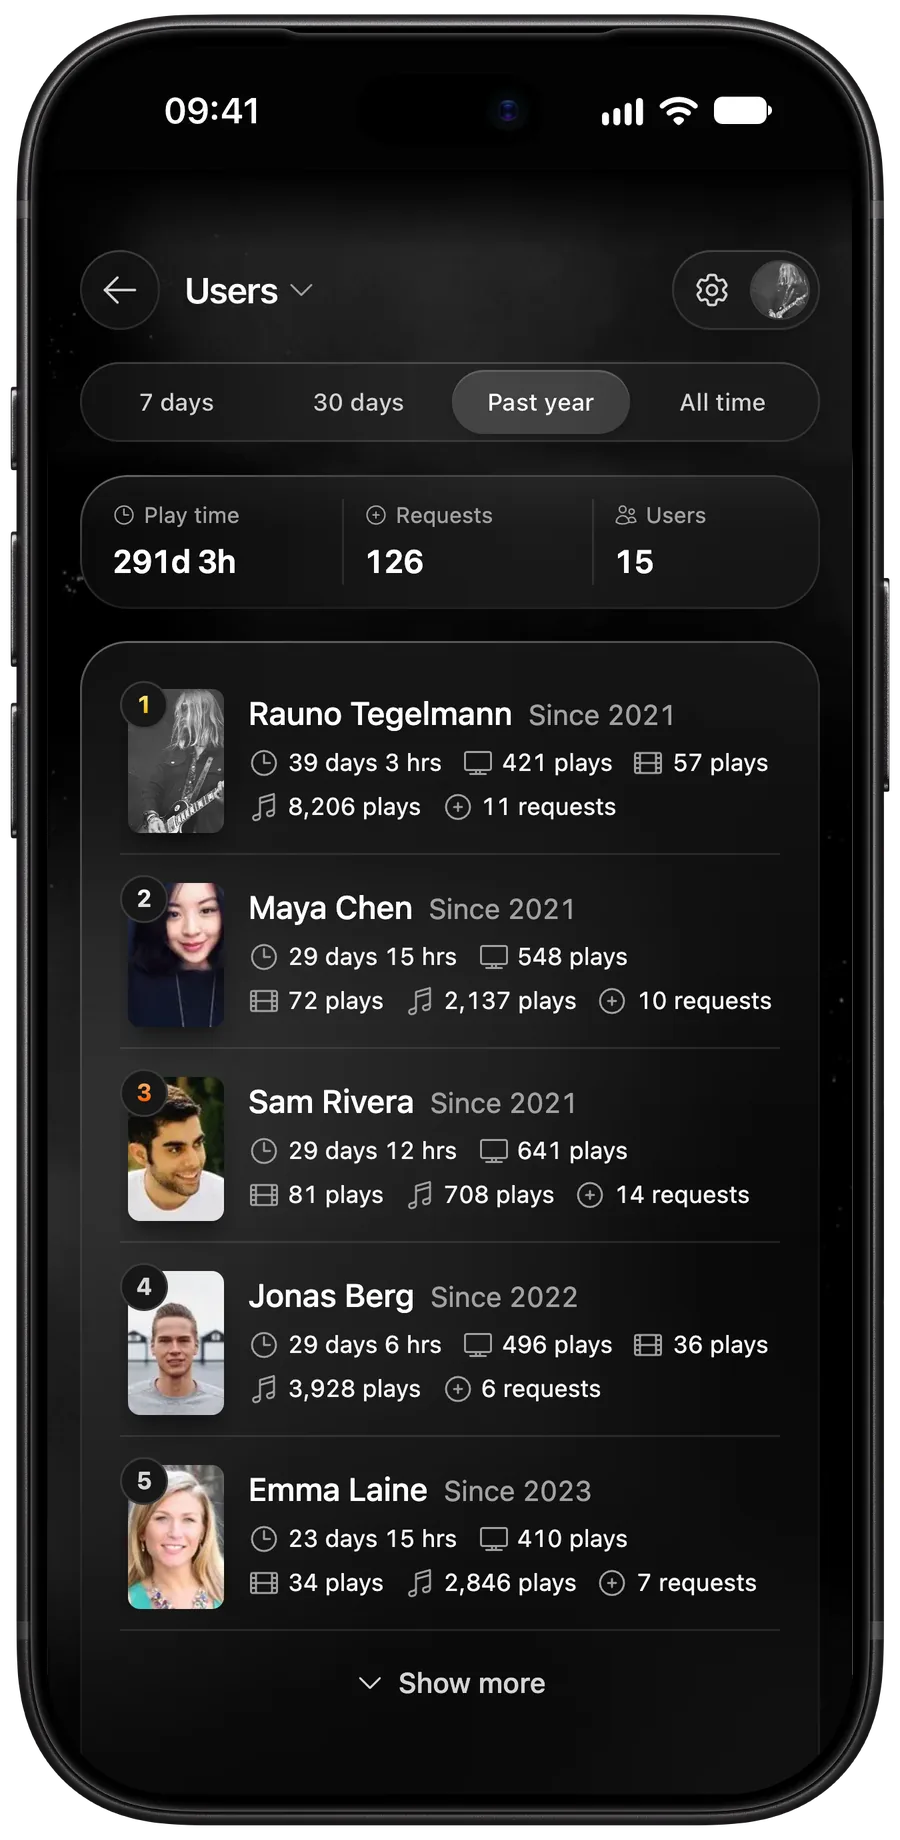 09:41
Users
7 days 30 days Past year All time
Play time Requests Users
291d 3h 126 15
1
Rauno Tegelmann Since 2021
39 days 3 hrs 421 plays 57 plays
8,206 plays 11 requests
2
Maya Chen Since 2021
29 days 15 hrs 548 plays
72 plays 2,137 plays 10 requests
3
Sam Rivera Since 2021
29 days 12 hrs 641 plays
81 plays 708 plays 14 requests
4
Jonas Berg Since 2022
29 days 6 hrs 496 plays 36 plays
3,928 plays 6 requests
5
Emma Laine Since 2023
23 days 15 hrs 410 plays
34 plays 2,846 plays 7 requests
Show more